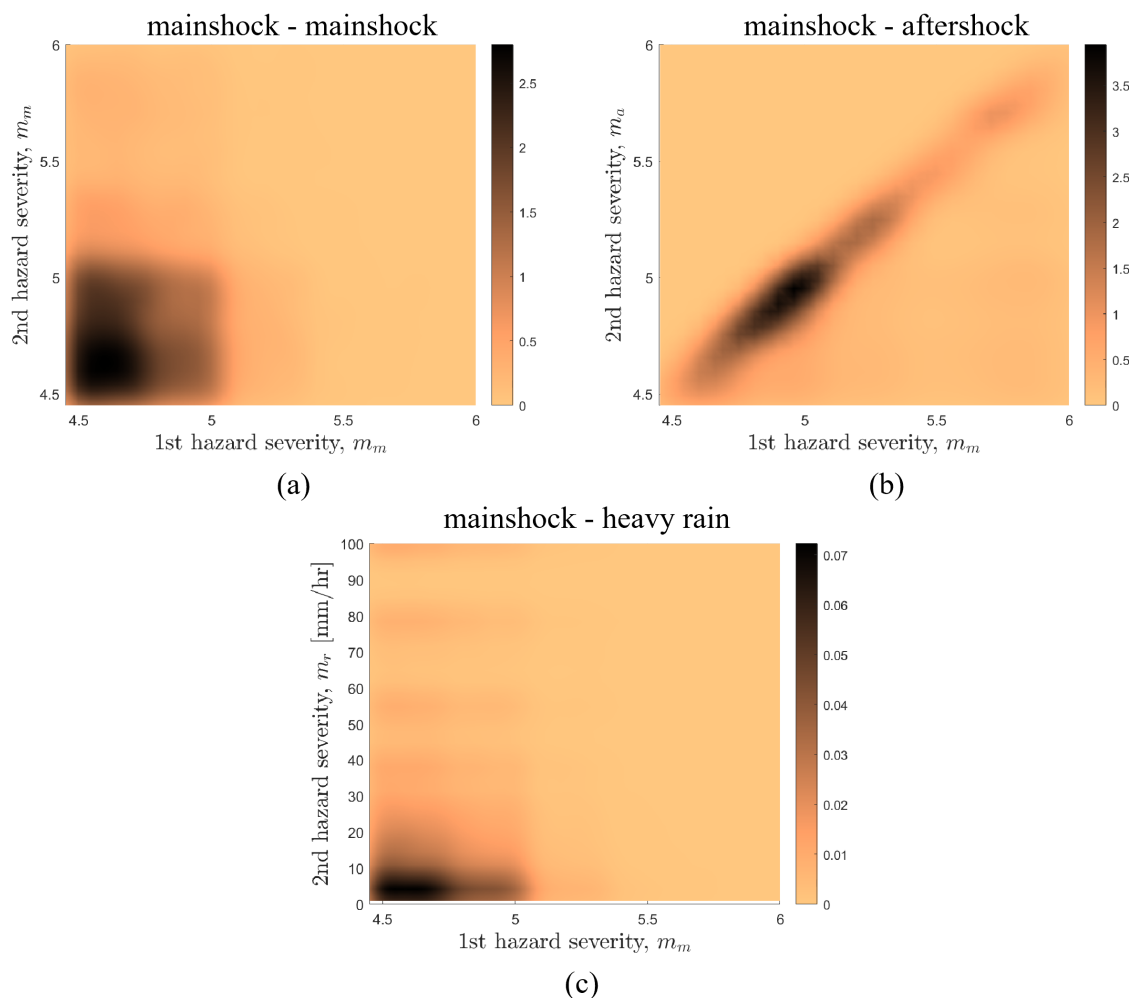 mainshock - mainshock
6
5.5
5
4.5
2nd hazard severity, m_m
4.5 5 5.5 6
1st hazard severity, m_m
2.5
2
1.5
1
0.5
0
(a)
mainshock - aftershock
6
5.5
5
4.5
2nd hazard severity, m_a
4.5 5 5.5 6
1st hazard severity, m_m
3.5
3
2.5
2
1.5
1
0.5
0
(b)
mainshock - heavy rain
100
90
80
70
60
50
40
30
20
10
0
2nd hazard severity, m_r [mm/hr]
4.5 5 5.5 6
1st hazard severity, m_m
0.07
0.06
0.05
0.04
0.03
0.02
0.01
0
(c)